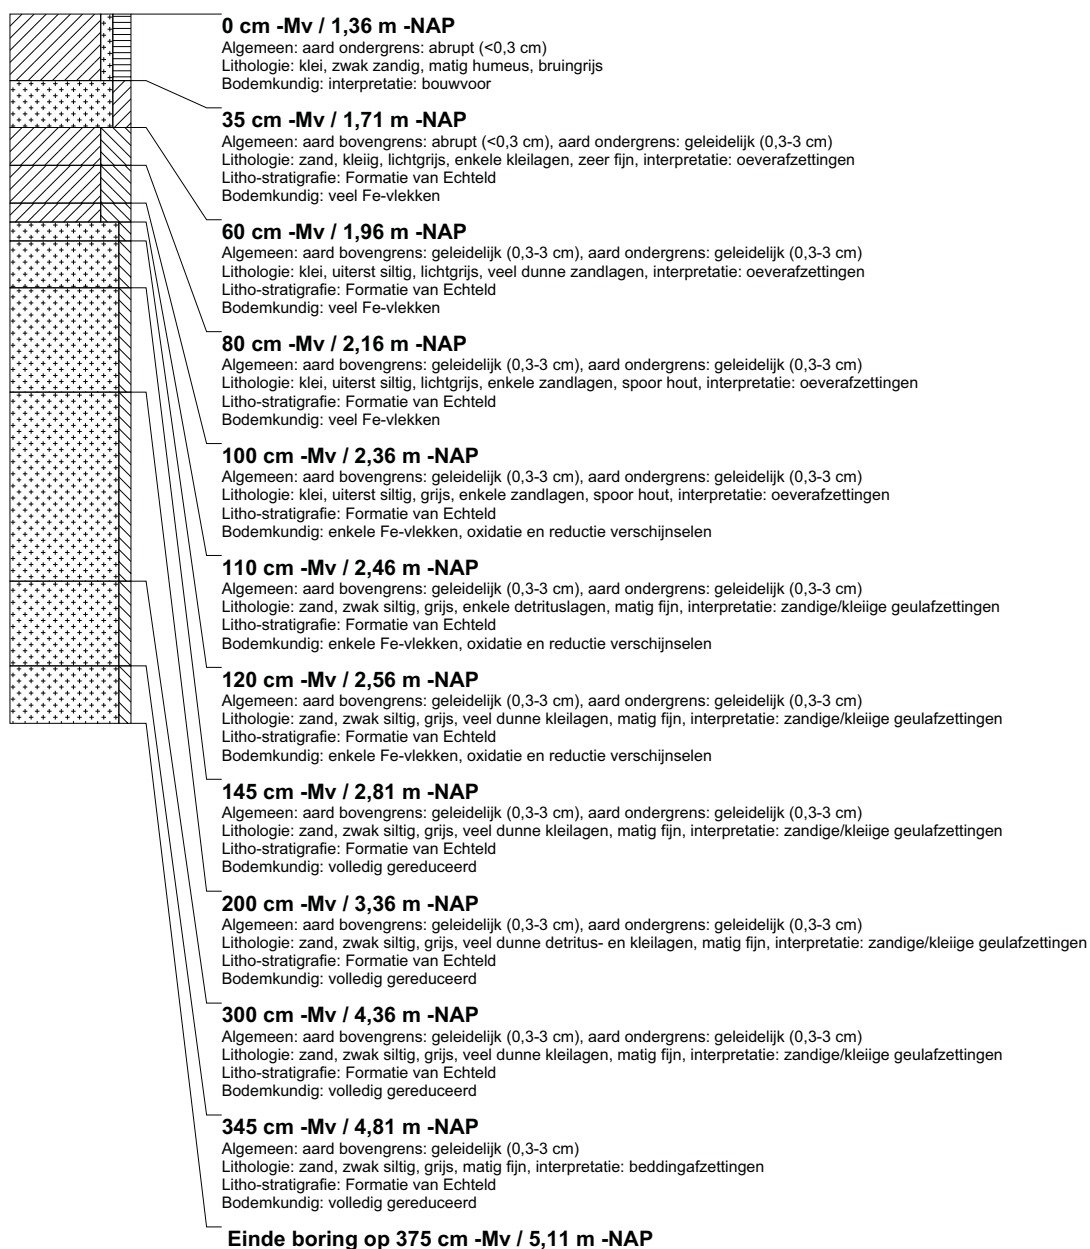 0 cm -Mv / 1,36 m -NAP
Algemeen: aard ondergrens: abrupt (<0,3 cm)
Lithologie: klei, zwak zandig, matig humeus, bruingrijs
Bodemkundig: interpretatie: bouwvoor
35 cm -Mv / 1,71 m -NAP
Algemeen: aard bovengrens: abrupt (<0,3 cm), aard ondergrens: geleidelijk (0,3-3 cm)
Lithologie: zand, kleiig, lichtgrijs, enkele kleilagen, zeer fijn, interpretatie: oeverafzettingen
Litho-stratigrafie: Formatie van Echteld
Bodemkundig: veel Fe-vlekken
60 cm -Mv / 1,96 m -NAP
Algemeen: aard bovengrens: geleidelijk (0,3-3 cm), aard ondergrens: geleidelijk (0,3-3 cm)
Lithologie: klei, uiterst siltig, lichtgrijs, veel dunne zandlagen, interpretatie: oeverafzettingen
Litho-stratigrafie: Formatie van Echteld
Bodemkundig: veel Fe-vlekken
80 cm -Mv / 2,16 m -NAP
Algemeen: aard bovengrens: geleidelijk (0,3-3 cm), aard ondergrens: geleidelijk (0,3-3 cm)
Lithologie: klei, uiterst siltig, lichtgrijs, enkele zandlagen, spoor hout, interpretatie: oeverafzettingen
Litho-stratigrafie: Formatie van Echteld
Bodemkundig: veel Fe-vlekken
100 cm -Mv / 2,36 m -NAP
Algemeen: aard bovengrens: geleidelijk (0,3-3 cm), aard ondergrens: geleidelijk (0,3-3 cm)
Lithologie: klei, uiterst siltig, grijs, enkele zandlagen, spoor hout, interpretatie: oeverafzettingen
Litho-stratigrafie: Formatie van Echteld
Bodemkundig: enkele Fe-vlekken, oxidatie en reductie verschijnselen
110 cm -Mv / 2,46 m -NAP
Algemeen: aard bovengrens: geleidelijk (0,3-3 cm), aard ondergrens: geleidelijk (0,3-3 cm)
Lithologie: zand, zwak siltig, grijs, enkele detrituslagen, matig fijn, interpretatie: zandige/kleiige geulafzettingen
Litho-stratigrafie: Formatie van Echteld
Bodemkundig: enkele Fe-vlekken, oxidatie en reductie verschijnselen
120 cm -Mv / 2,56 m -NAP
Algemeen: aard bovengrens: geleidelijk (0,3-3 cm), aard ondergrens: geleidelijk (0,3-3 cm)
Lithologie: zand, zwak siltig, grijs, veel dunne kleilagen, matig fijn, interpretatie: zandige/kleiige geulafzettingen
Litho-stratigrafie: Formatie van Echteld
Bodemkundig: enkele Fe-vlekken, oxidatie en reductie verschijnselen
145 cm -Mv / 2,81 m -NAP
Algemeen: aard bovengrens: geleidelijk (0,3-3 cm), aard ondergrens: geleidelijk (0,3-3 cm)
Lithologie: zand, zwak siltig, grijs, veel dunne kleilagen, matig fijn, interpretatie: zandige/kleiige geulafzettingen
Litho-stratigrafie: Formatie van Echteld
Bodemkundig: volledig gereduceerd
200 cm -Mv / 3,36 m -NAP
Algemeen: aard bovengrens: geleidelijk (0,3-3 cm), aard ondergrens: geleidelijk (0,3-3 cm)
Lithologie: zand, zwak siltig, grijs, veel dunne detritus- en kleilagen, matig fijn, interpretatie: zandige/kleiige geulafzettingen
Litho-stratigrafie: Formatie van Echteld
Bodemkundig: volledig gereduceerd
300 cm -Mv / 4,36 m -NAP
Algemeen: aard bovengrens: geleidelijk (0,3-3 cm), aard ondergrens: geleidelijk (0,3-3 cm)
Lithologie: zand, zwak siltig, grijs, veel dunne kleilagen, matig fijn, interpretatie: zandige/kleiige geulafzettingen
Litho-stratigrafie: Formatie van Echteld
Bodemkundig: volledig gereduceerd
345 cm -Mv / 4,81 m -NAP
Algemeen: aard bovengrens: geleidelijk (0,3-3 cm)
Lithologie: zand, zwak siltig, grijs, matig fijn, interpretatie: beddingafzettingen
Litho-stratigrafie: Formatie van Echteld
Bodemkundig: volledig gereduceerd
Einde boring op 375 cm -Mv / 5,11 m -NAP